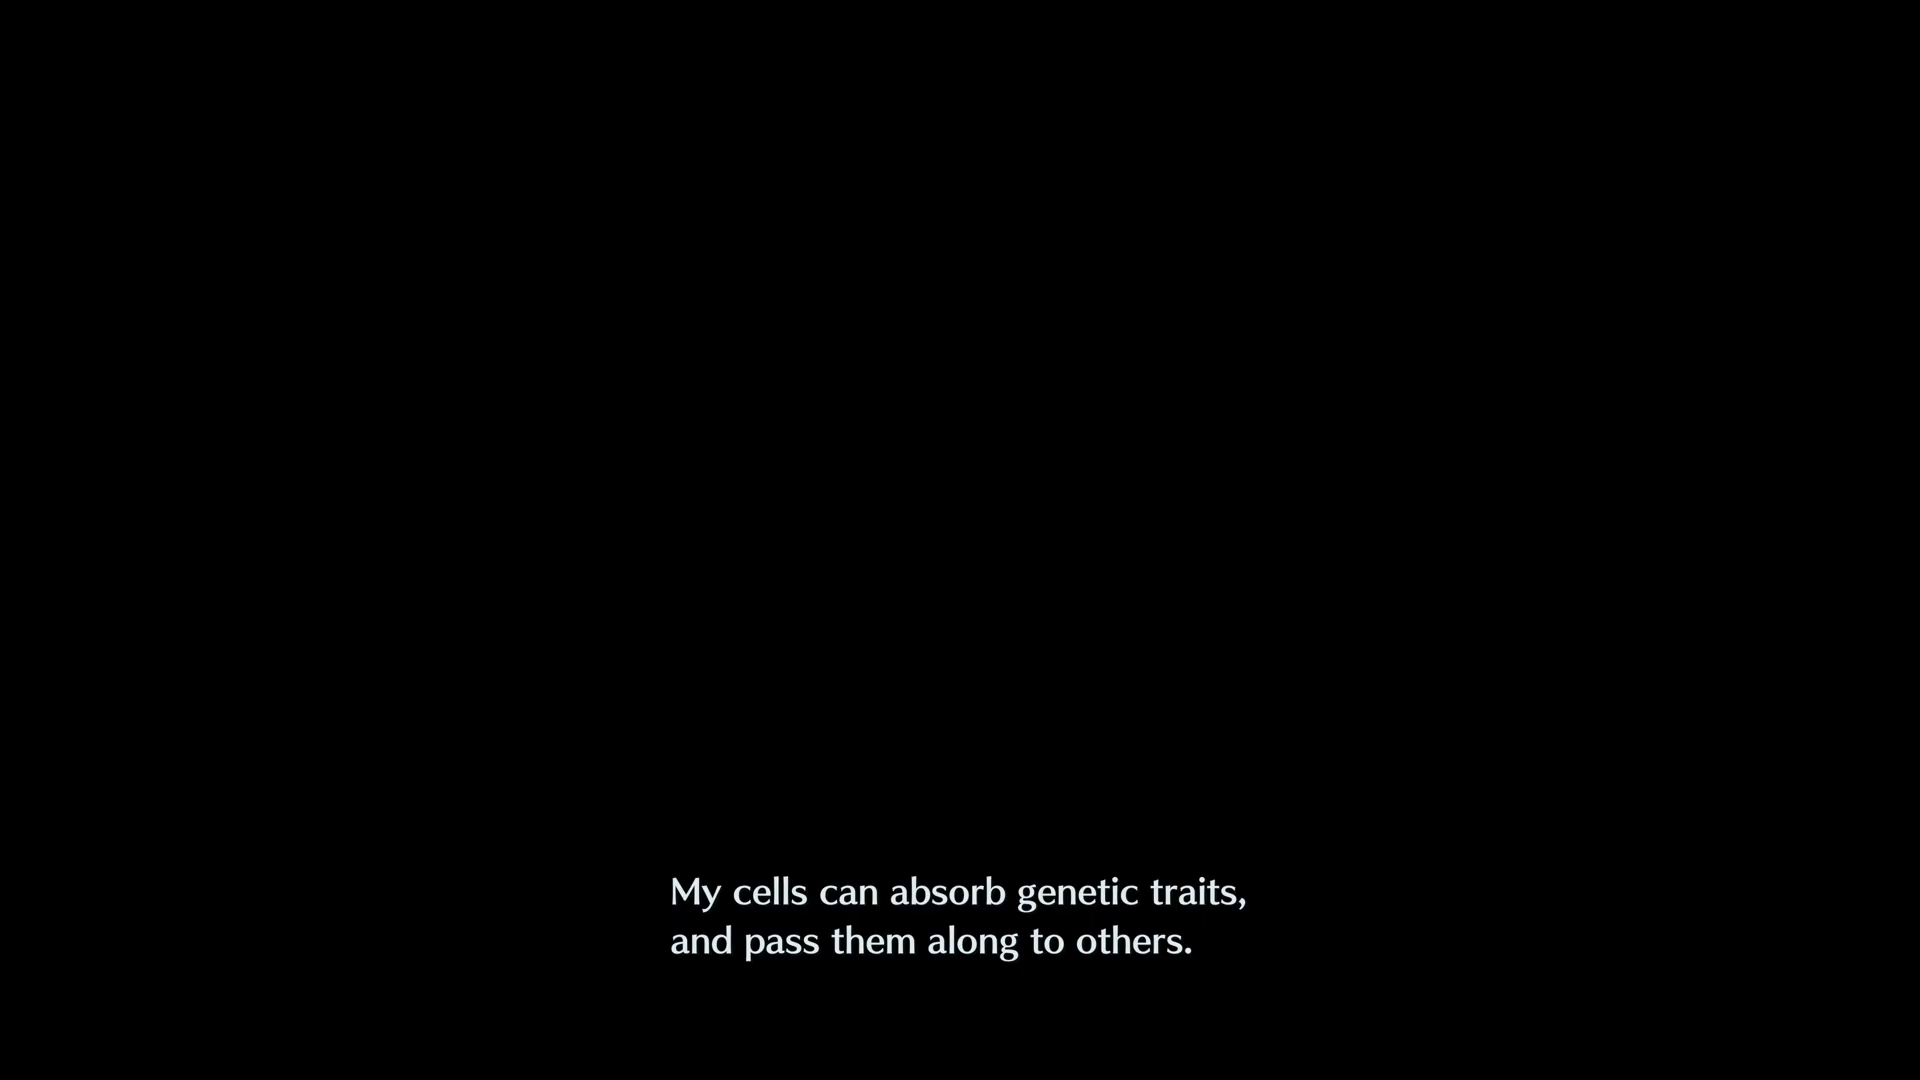 My cells can absorb genetic traits,
and pass them along to others.